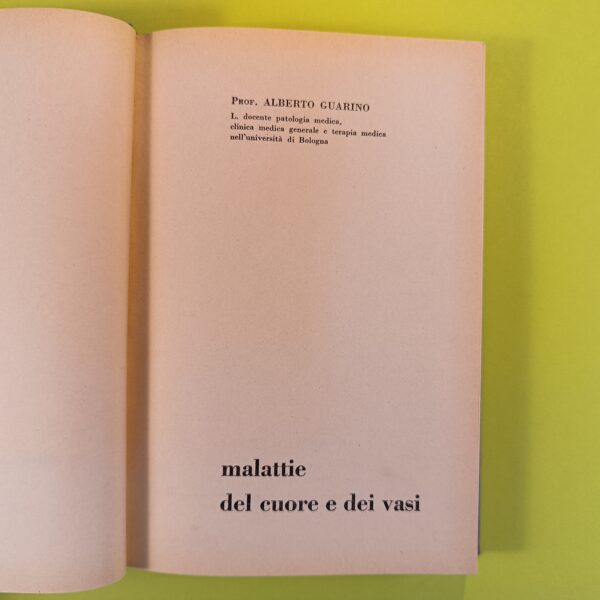 Prof. ALBERTO GUARINO
L. docente patologia medica,
clinica medica generale e terapia medica
nell'università di Bologna
malattie
del cuore e dei vasi